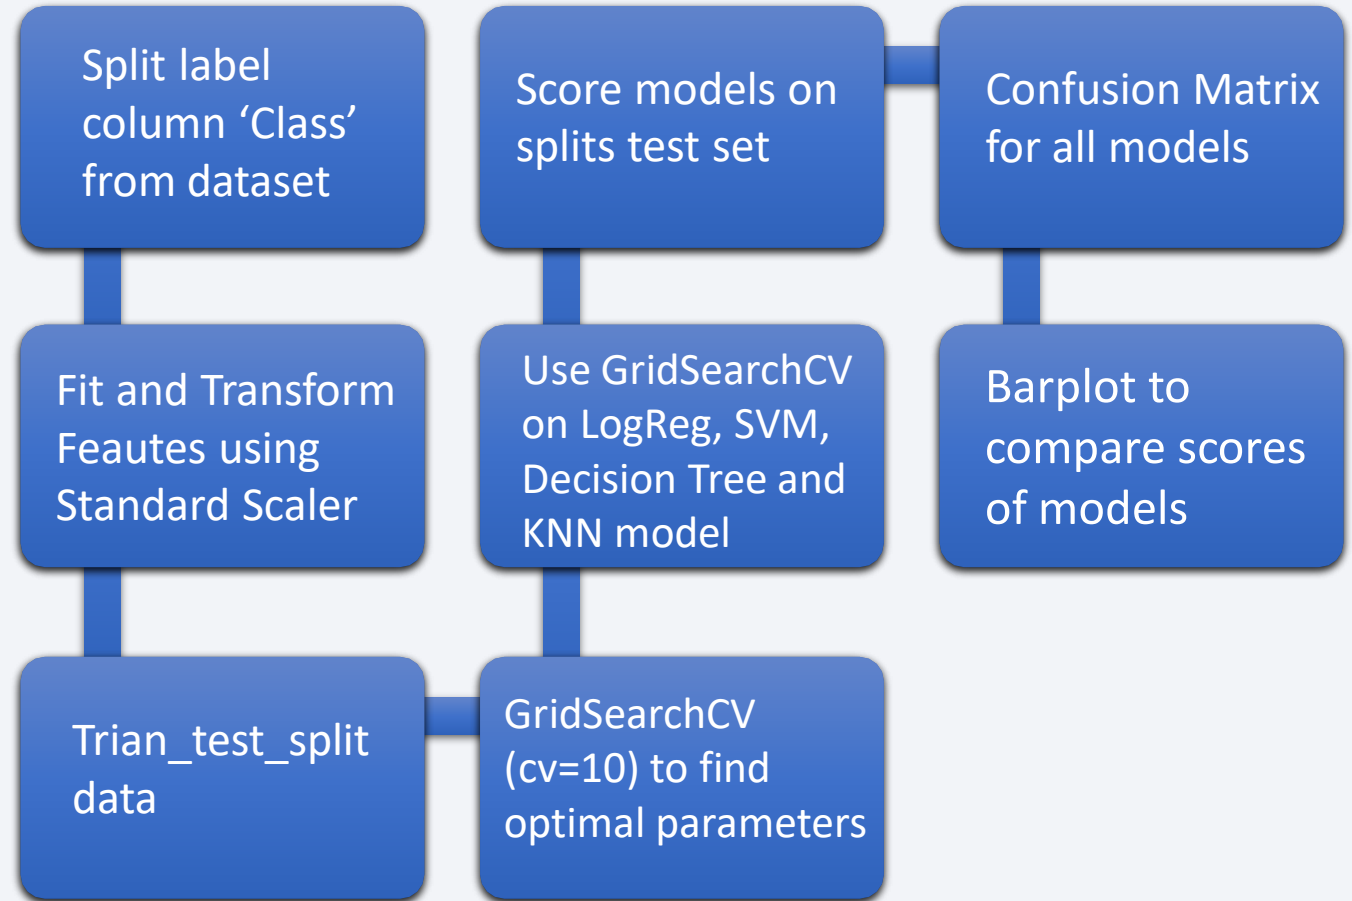 Split label
column ‘Class’
from dataset
Fit and Transform
Feautes using
Standard Scaler
Trian_test_split
data
GridSearchCV
(cv=10) to find
optimal parameters
Use GridSearchCV
on LogReg, SVM,
Decision Tree and
KNN model
Score models on
splits test set
Confusion Matrix
for all models
Barplot to
compare scores
of models